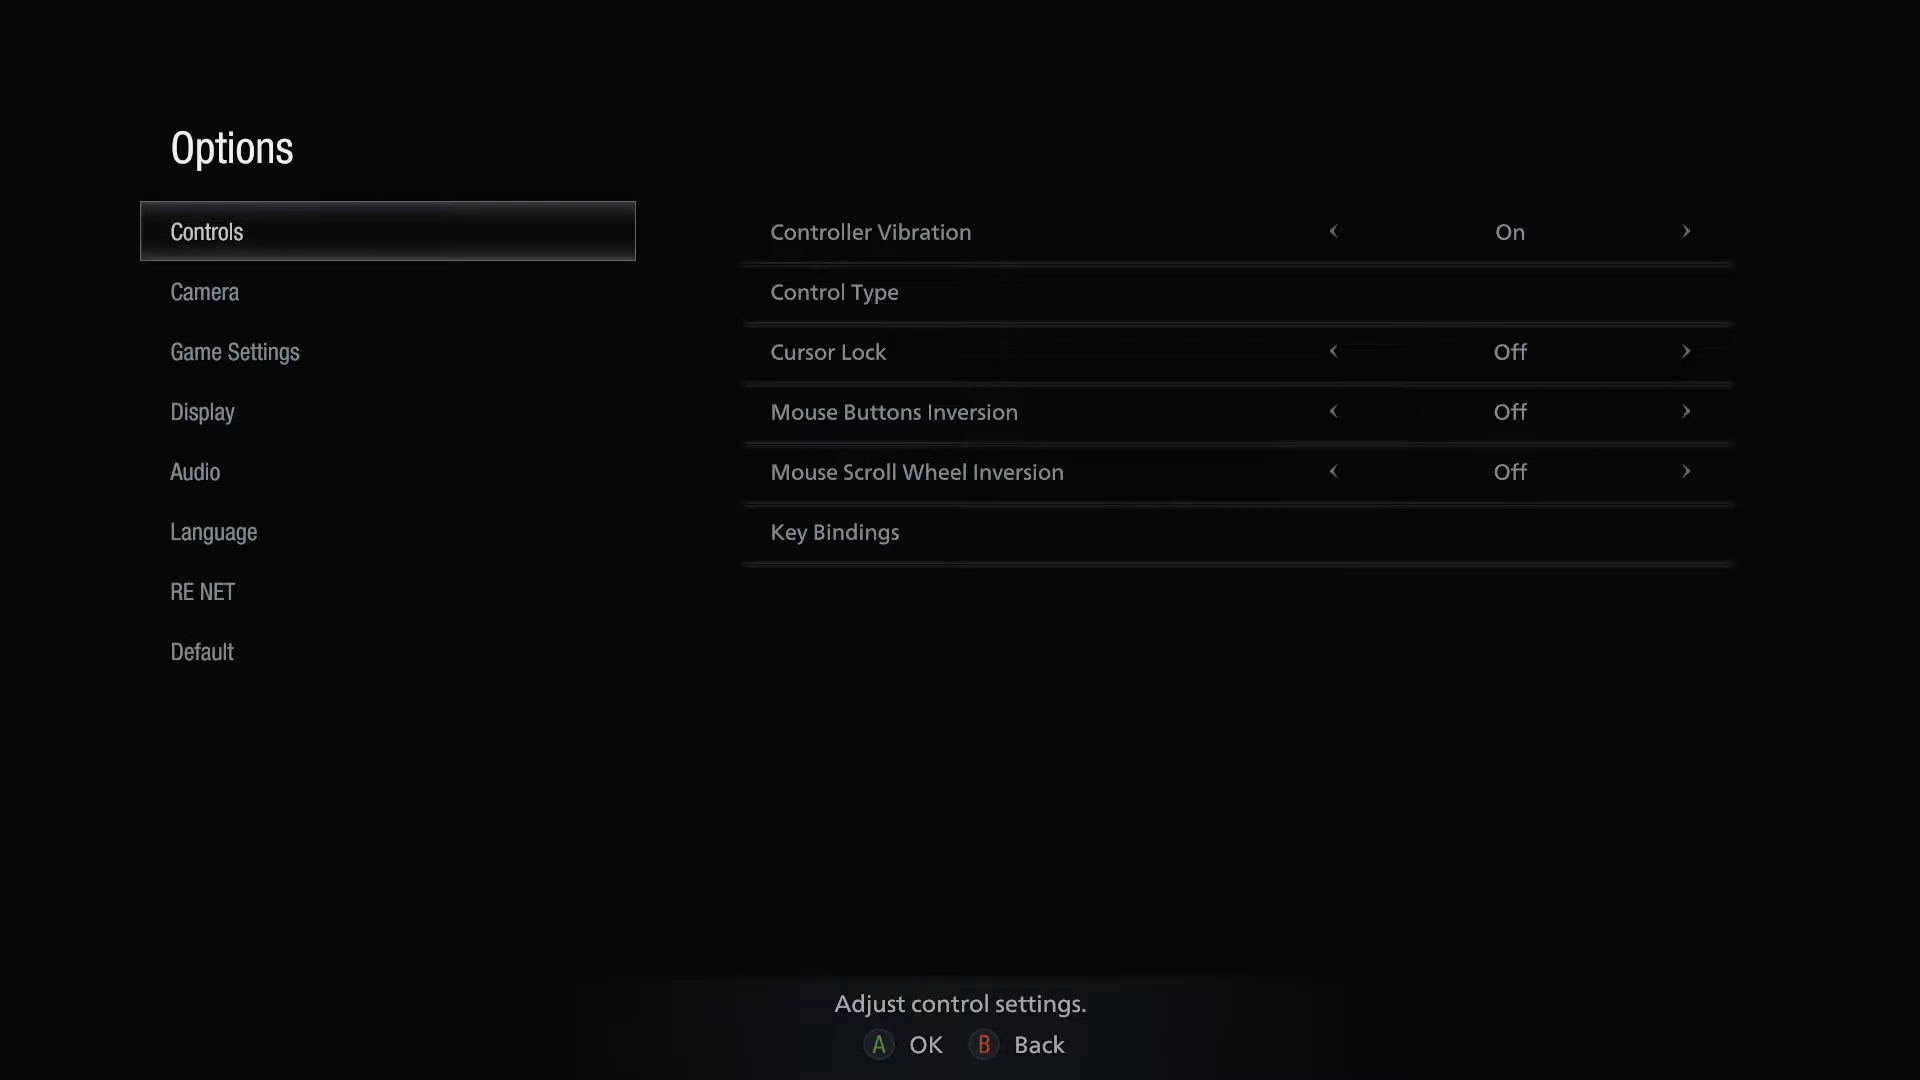 Options
Controls
Camera
Game Settings
Display
Audio
Language
RE NET
Default
Controller Vibration On
Control Type
Cursor Lock Off
Mouse Buttons Inversion Off
Mouse Scroll Wheel Inversion Off
Key Bindings
Adjust control settings.
A OK B Back